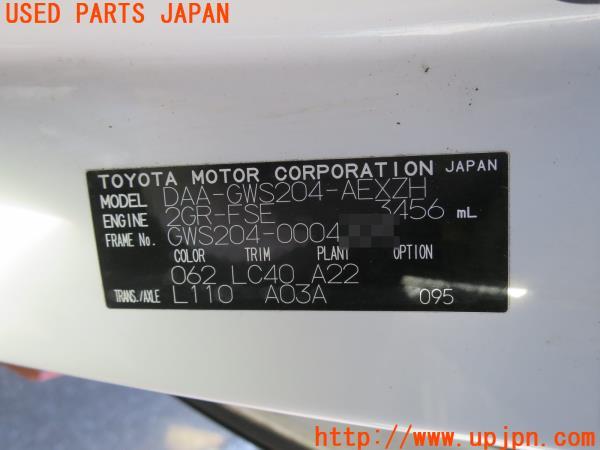 USED PARTS JAPAN
TOYOTA MOTOR CORPORATION JAPAN
MODEL DAA-GWS204-AEXZH
ENGINE 2GR-FSE 3456 mL
FRAME No. GWS204-0004
COLOR TRIM PLANT OPTION
062 LC40 A22
TRANS./AXLE L110 A03A 095
http://www.upjpn.com/